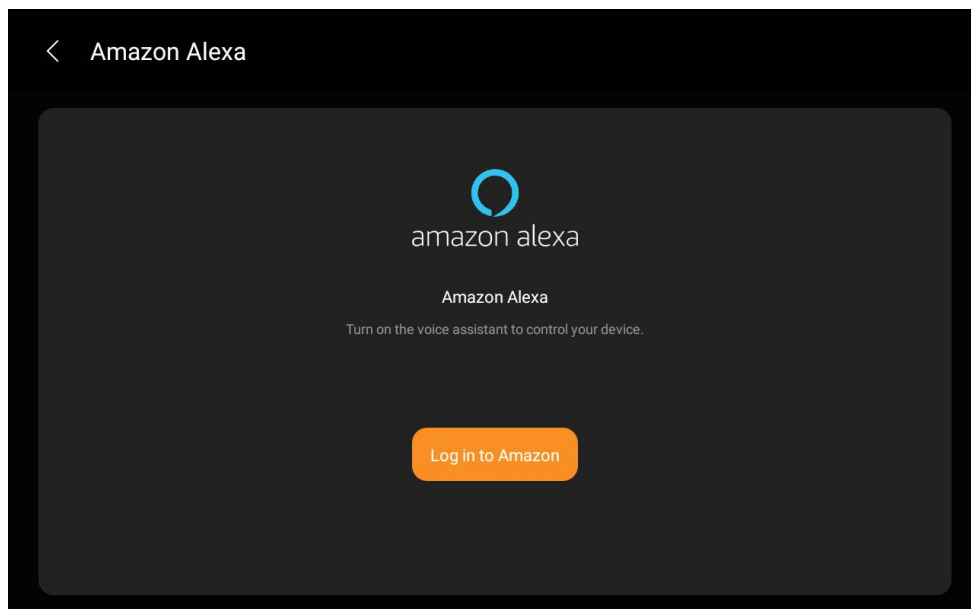 Amazon Alexa
amazon alexa
Amazon Alexa
Turn on the voice assistant to control your device.
Log in to Amazon